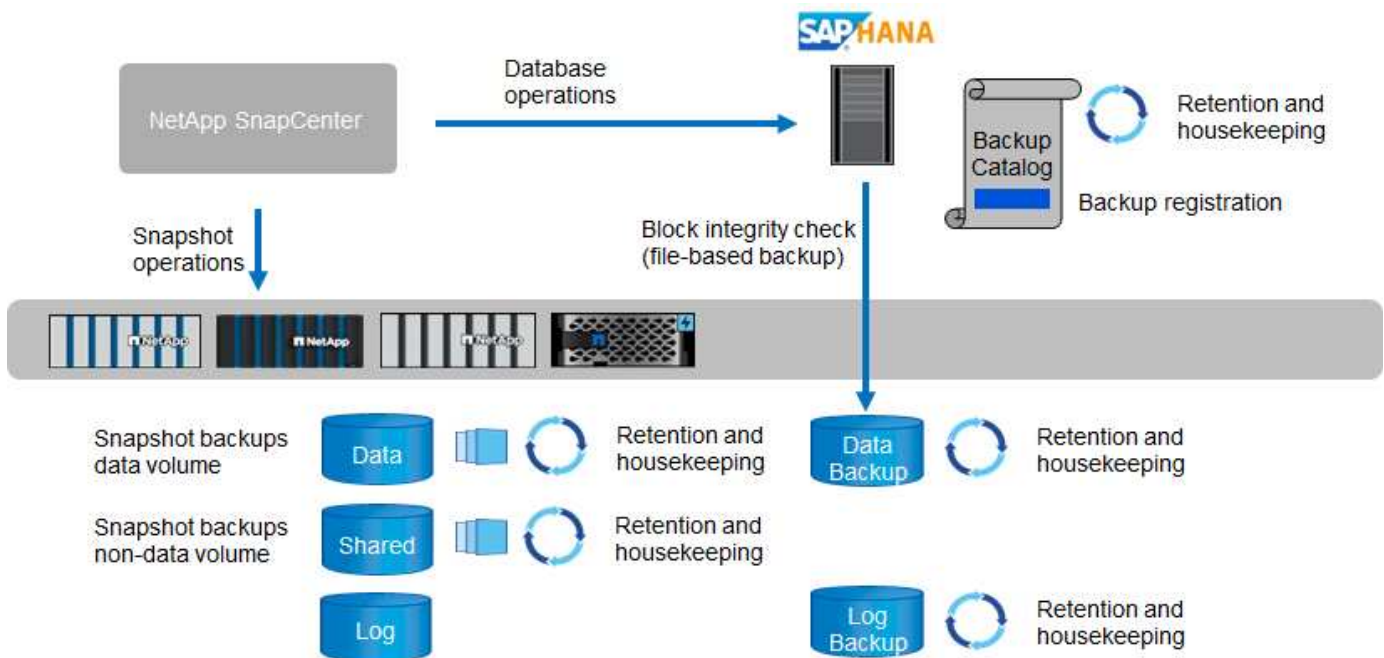 SAP HANA
Database
operations
NetApp SnapCenter
Retention and
housekeeping
Backup
Catalog
Backup registration
Snapshot
operations
Block integrity check
(file-based backup)
NetApp
NetApp
NetApp
Snapshot backups
data volume
Data
Retention and
housekeeping
Data
Backup
Retention and
housekeeping
Snapshot backups
non-data volume
Shared
Retention and
housekeeping
Log
Log
Backup
Retention and
housekeeping